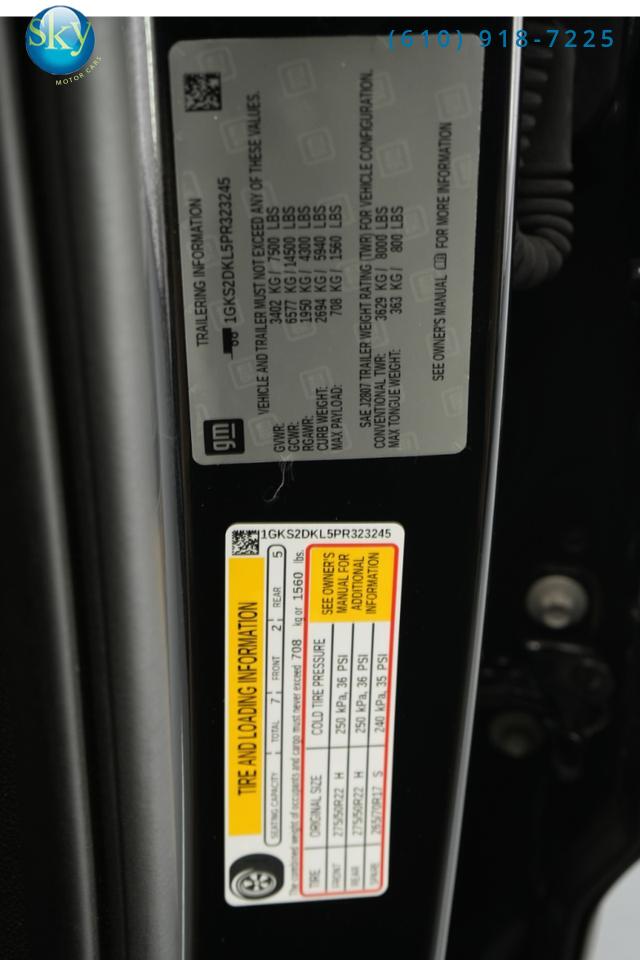 Sky
MOTOR CARS
(610) 918-7225
TRAILERING INFORMATION
1GKS2DKL5PR323245
VEHICLE AND TRAILER MUST NOT EXCEED ANY OF THESE VALUES.
GVWR: 3402 KG / 7500 LBS
GCWR: 6577 KG / 14500 LBS
RGAWR: 1950 KG / 4300 LBS
CURB WEIGHT: 2694 KG / 5940 LBS
MAX PAYLOAD: 708 KG / 1560 LBS
SAE J2807 TRAILER WEIGHT RATING (TWR) FOR VEHICLE CONFIGURATION.
CONVENTIONAL TWR: 3629 KG / 8000 LBS
MAX TONGUE WEIGHT: 363 KG / 800 LBS
SEE OWNER'S MANUAL FOR MORE INFORMATION
gm
1GKS2DKL5PR323245
TIRE AND LOADING INFORMATION
SEATING CAPACITY TOTAL 7 FRONT 2 REAR 5
The combined weight of occupants and cargo must never exceed 708 kg or 1560 lbs.
TIRE ORIGINAL SIZE COLD TIRE PRESSURE
FRONT 275/50R22 H 250 kPa, 36 PSI
REAR 275/50R22 H 250 kPa, 36 PSI
SPARE 265/70R17 S 240 kPa, 35 PSI
SEE OWNER'S
MANUAL FOR
ADDITIONAL
INFORMATION